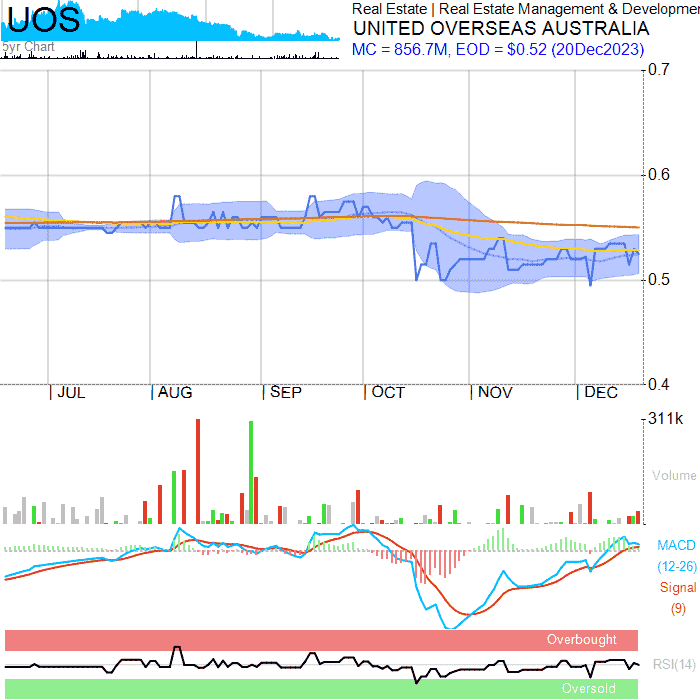 UOS
5yr Chart
Real Estate | Real Estate Management & Developmen
UNITED OVERSEAS AUSTRALIA
MC = 856.7M, EOD = $0.52 (20Dec2023)
0.7
0.6
0.5
0.4
| JUL | AUG | SEP | OCT | NOV | DEC
311k
Volume
MACD
(12-26)
Signal
(9)
Overbought
RSI(14)
Oversold